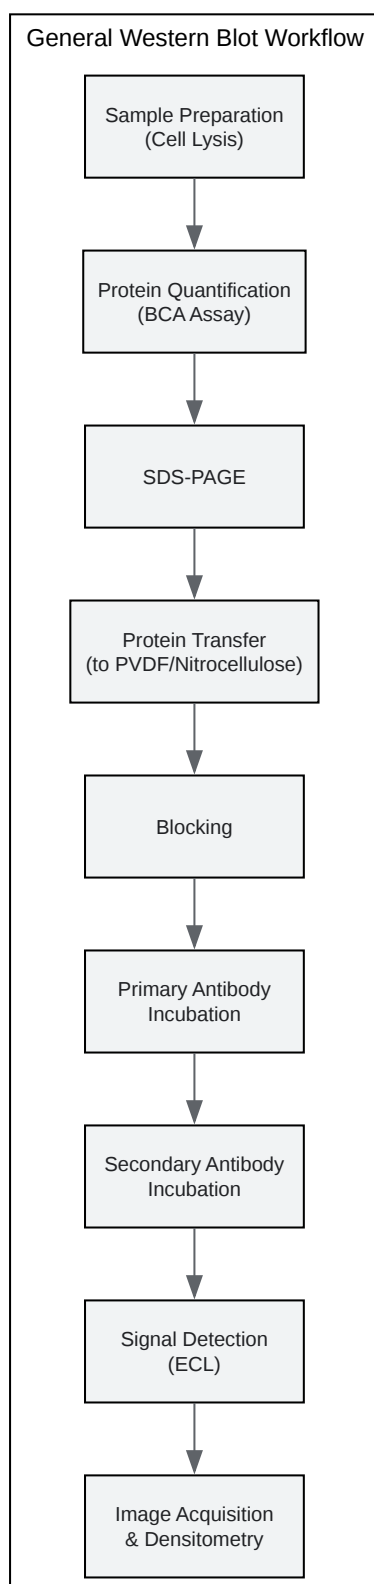 General Western Blot Workflow
Sample Preparation
(Cell Lysis)
Protein Quantification
(BCA Assay)
SDS-PAGE
Protein Transfer
(to PVDF/Nitrocellulose)
Blocking
Primary Antibody
Incubation
Secondary Antibody
Incubation
Signal Detection
(ECL)
Image Acquisition
& Densitometry